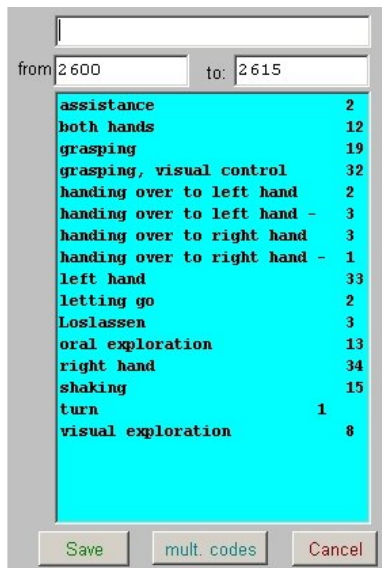 from 2600 to: 2615
assistance 2
both hands 12
grasping 19
grasping, visual control 32
handing over to left hand 2
handing over to left hand - 3
handing over to right hand 3
handing over to right hand - 1
left hand 33
letting go 2
Loslassen 3
oral exploration 13
right hand 34
shaking 15
turn 1
visual exploration 8
Save mult. codes Cancel